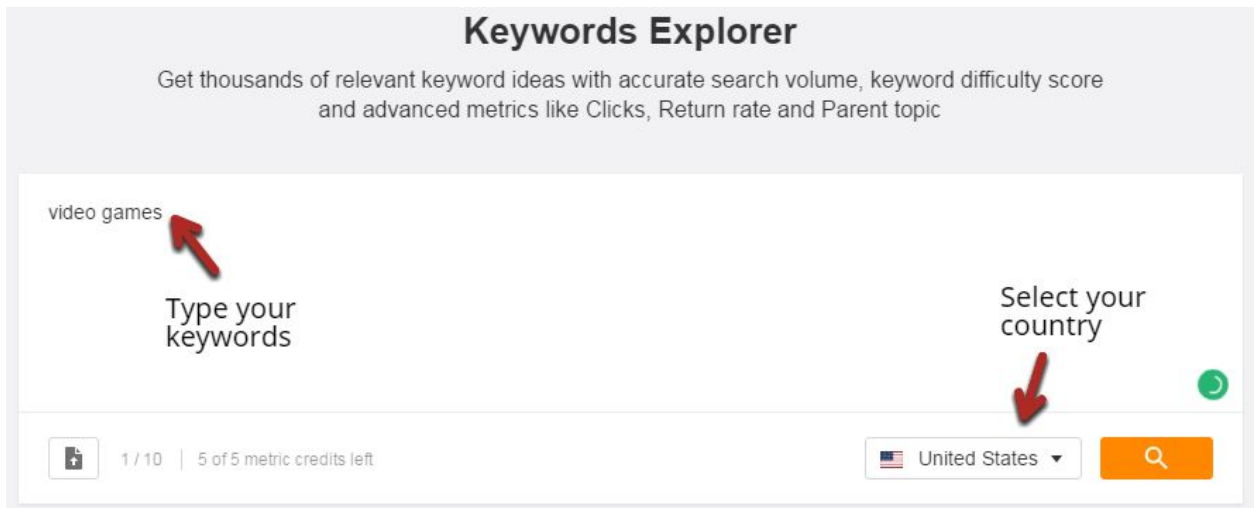 Keywords Explorer
Get thousands of relevant keyword ideas with accurate search volume, keyword difficulty score
and advanced metrics like Clicks, Return rate and Parent topic
video games
Type your
keywords
Select your
country
1 / 10 | 5 of 5 metric credits left
United States